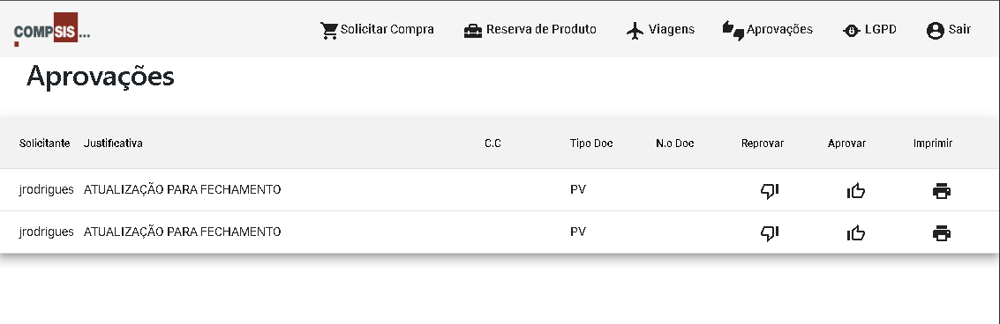 COMPSIS... Solicitar Compra Reserva de Produto Viagens Aprovações LGPD Sair
Aprovações
Solicitante Justificativa C.C Tipo Doc N.o Doc Reprovar Aprovar Imprimir
jrodrigues ATUALIZAÇÃO PARA FECHAMENTO PV
jrodrigues ATUALIZAÇÃO PARA FECHAMENTO PV